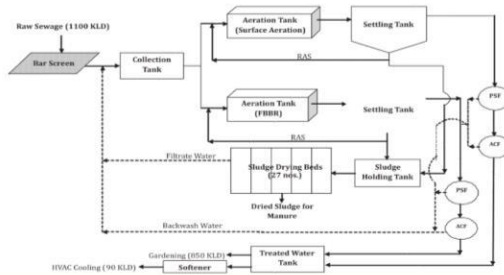 Raw Sewage (1100 KLD)
Bar Screen
Collection
Tank
Aeration Tank
(Surface Aeration)
Settling Tank
RAS
Aeration Tank
(FBBR)
Settling Tank
RAS
PSF
ACF
Filtrate Water
Sludge Drying Beds
(27 nos.)
Sludge
Holding Tank
PSF
Dried Sludge for
Manure
Backwash Water
ACF
Gardening (850 KLD)
Treated Water
Tank
HVAC Cooling (90 KLD)
Softener